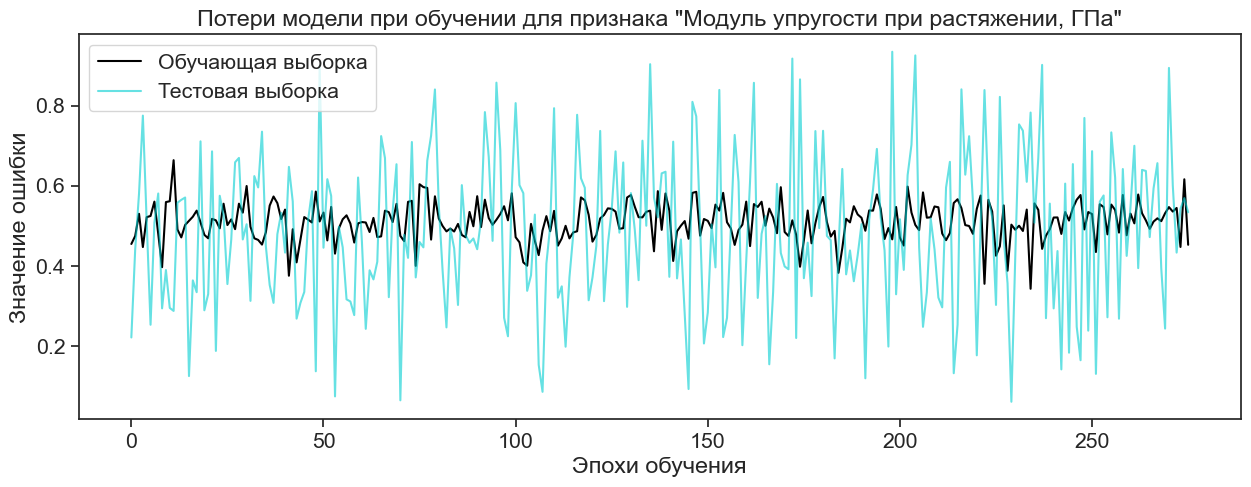 Потери модели при обучении для признака "Модуль упругости при растяжении, ГПа"
Обучающая выборка
Тестовая выборка
Значение ошибки
0.8
0.6
0.4
0.2
0
50
100
150
200
250
Эпохи обучения